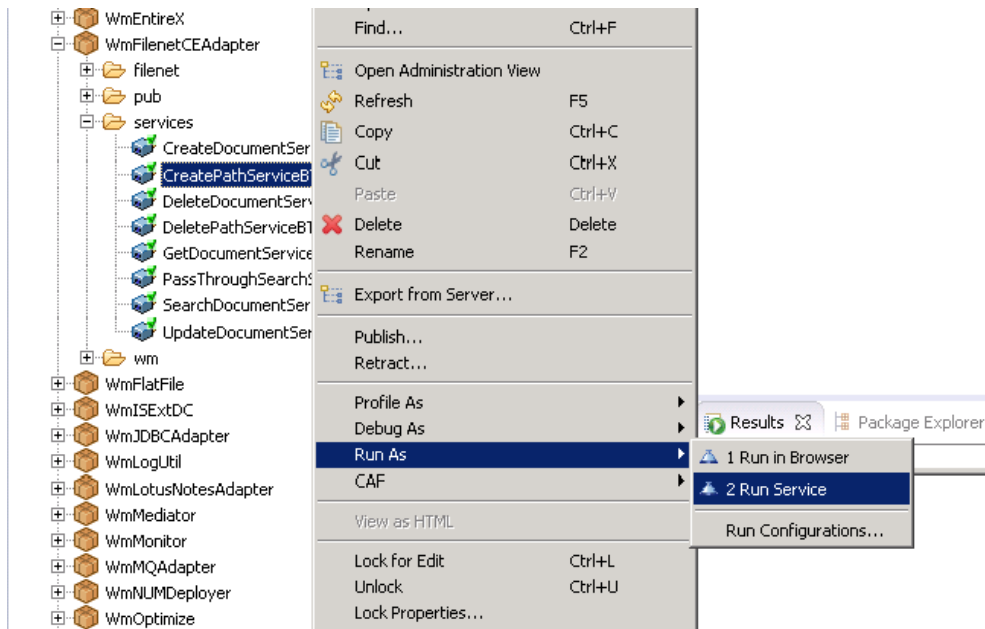 WmEntireX
WmFilenetCEAdapter
filenet
pub
services
CreateDocumentSer
CreatePathServiceBT
DeleteDocumentServ
DeletePathServiceBT
GetDocumentService
PassThroughSearchS
SearchDocumentSer
UpdateDocumentSer
wm
WmFlatFile
WmISExtDC
WmJDBCAdapter
WmLogUtil
WmLotusNotesAdapter
WmMediator
WmMonitor
WmMQAdapter
WmNUMDeployer
WmOptimize
Find... Ctrl+F
Open Administration View
Refresh F5
Copy Ctrl+C
Cut Ctrl+X
Paste Ctrl+V
Delete Delete
Rename F2
Export from Server...
Publish...
Retract...
Profile As
Debug As
Run As
CAF
View as HTML
Lock for Edit Ctrl+L
Unlock Ctrl+U
Lock Properties...
Results Package Explorer
1 Run in Browser
2 Run Service
Run Configurations...